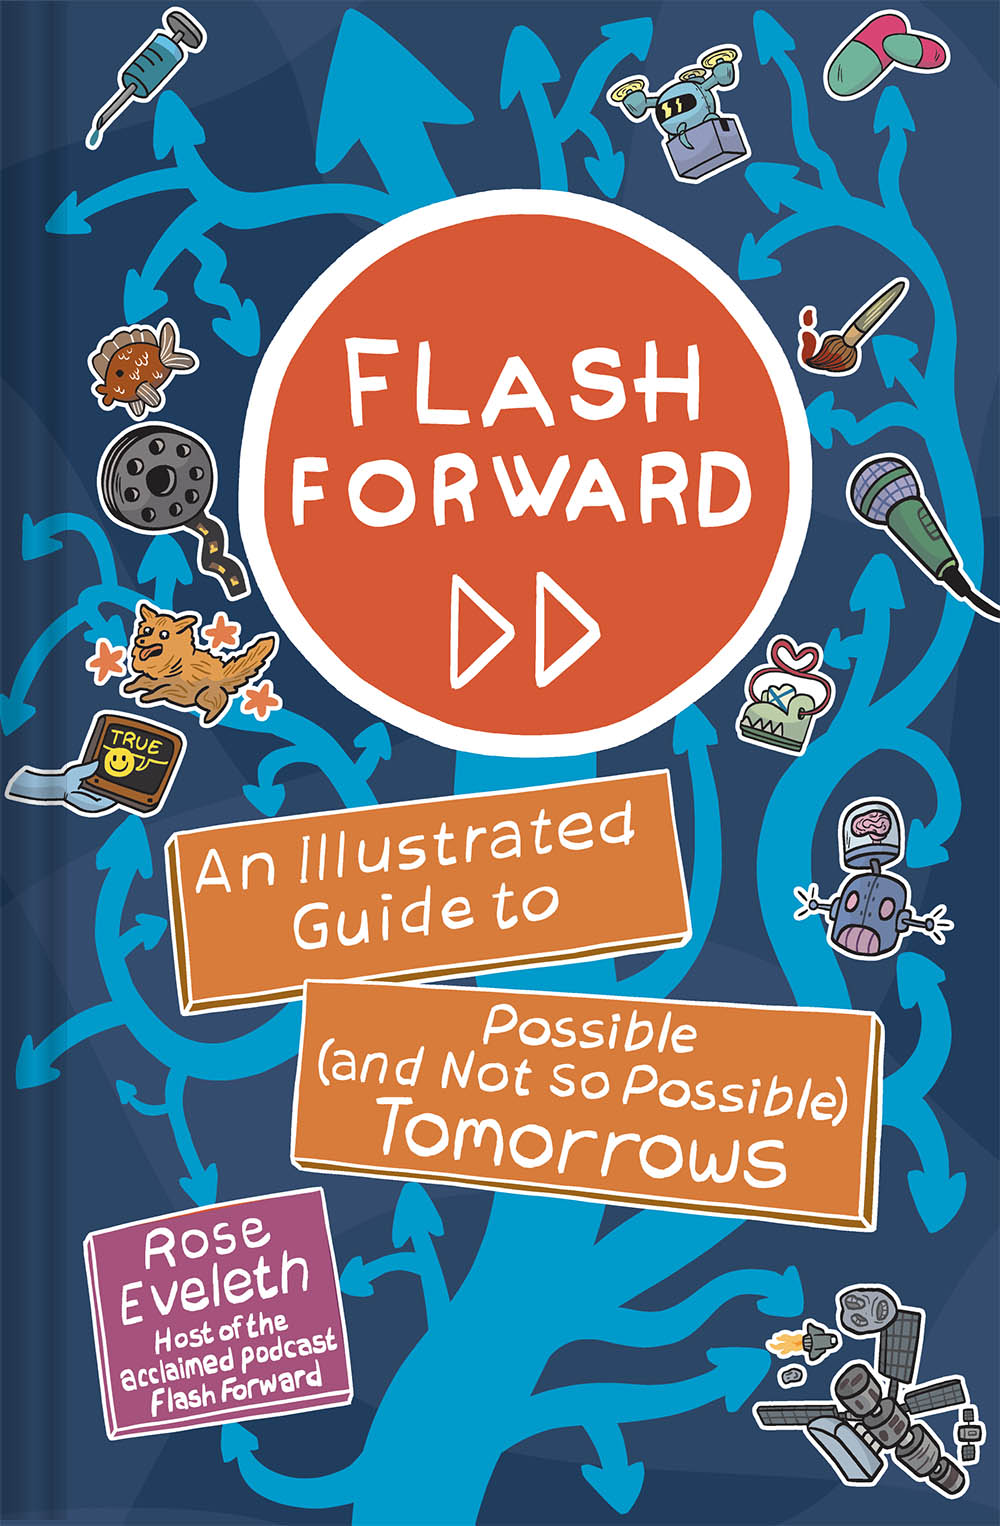 FLASH
FORWARD
TRUE
An Illustrated
Guide to
Possible
(and Not So Possible)
Tomorrows
Rose
Eveleth
Host of the
acclaimed podcast
Flash Forward